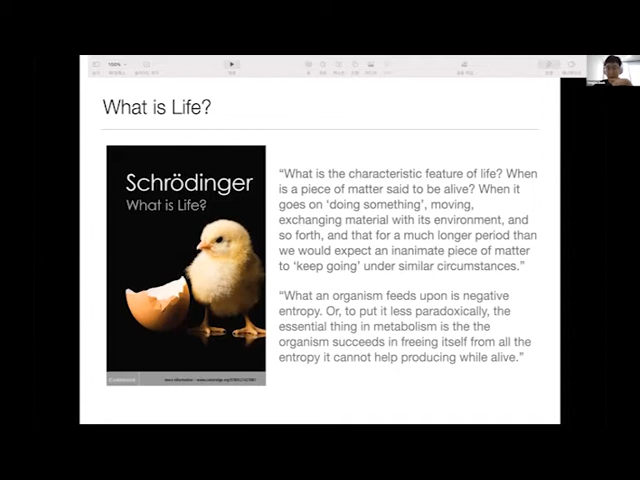 100%
What is Life?
Schrödinger
What is Life?
“What is the characteristic feature of life? When
is a piece of matter said to be alive? When it
goes on ‘doing something’, moving,
exchanging material with its environment, and
so forth, and that for a much longer period than
we would expect an inanimate piece of matter
to ‘keep going’ under similar circumstances.”
“What an organism feeds upon is negative
entropy. Or, to put it less paradoxically, the
essential thing in metabolism is the the
organism succeeds in freeing itself from all the
entropy it cannot help producing while alive.”